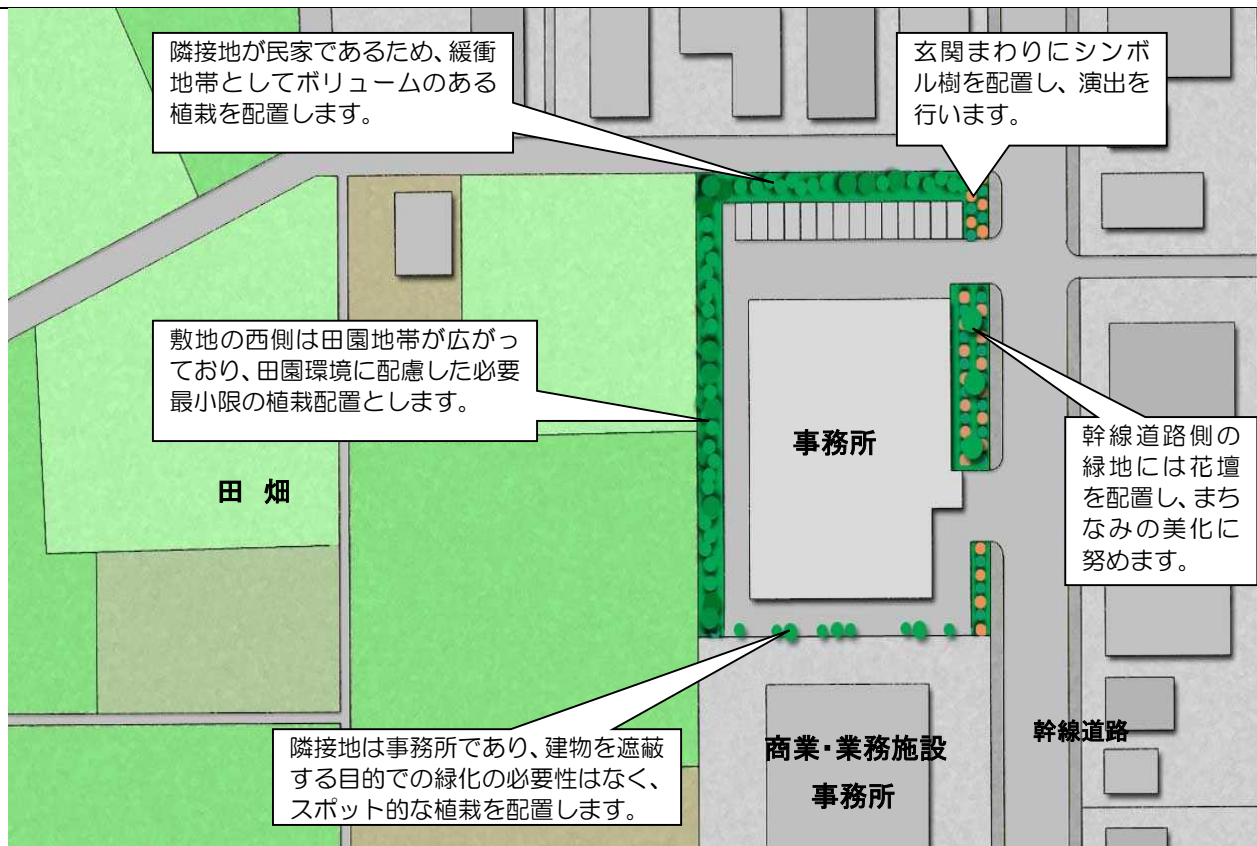 隣接地が民家であるため、緩衝
地帯としてボリュームのある
植栽を配置します。
玄関まわりにシンボ
ル樹を配置し、演出を
行います。
敷地の西側は田園地帯が広がっ
ており、田園環境に配慮した必要
最小限の植栽配置とします。
事務所
田 畑
幹線道路側の
緑地には花壇
を配置し、まち
なみの美化に
努めます。
隣接地は事務所であり、建物を遮蔽
する目的での緑化の必要性はなく、
スポット的な植栽を配置します。
商業・業務施設
事務所
幹線道路